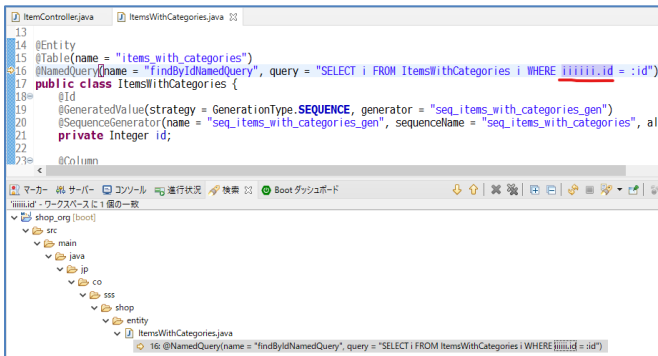 ItemController.java ItemsWithCategories.java
13
14 @Entity
15 @Table(name = "items_with_categories")
16 @NamedQuery(name = "findByIdNamedQuery", query = "SELECT i FROM ItemsWithCategories i WHERE iiiiii.id = :id")
17 public class ItemsWithCategories {
18 @Id
19 @GeneratedValue(strategy = GenerationType.SEQUENCE, generator = "seq_items_with_categories_gen")
20 @SequenceGenerator(name = "seq_items_with_categories_gen", sequenceName = "seq_items_with_categories", al
21 private Integer id;
22
23 @Column
マーカー サーバー コンソール 進行状況 検索 Boot ダッシュボード
'iiiiii.id' - ワークスペースに 1 個の一致
shop_org [boot]
src
main
java
jp
co
sss
shop
entity
ItemsWithCategories.java
16: @NamedQuery(name = "findByIdNamedQuery", query = "SELECT i FROM ItemsWithCategories i WHERE iiiiii.id = :id")